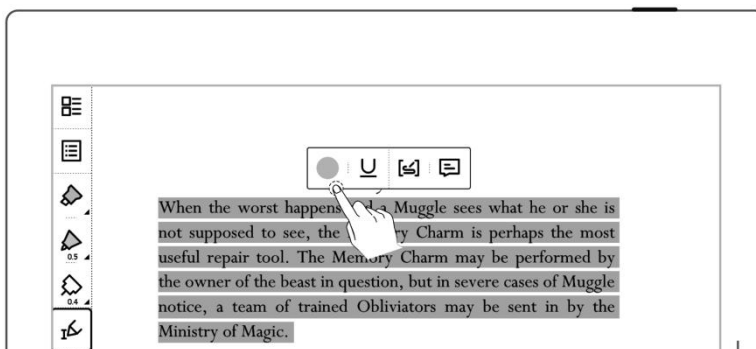 U
0.5
When the worst happens a Muggle sees what he or she is
not supposed to see, the Charm is perhaps the most
useful repair tool. The Memory Charm may be performed by
the owner of the beast in question, but in severe cases of Muggle
0.4
notice, a team of trained Obliviators may be sent in by the
Ministry of Magic.